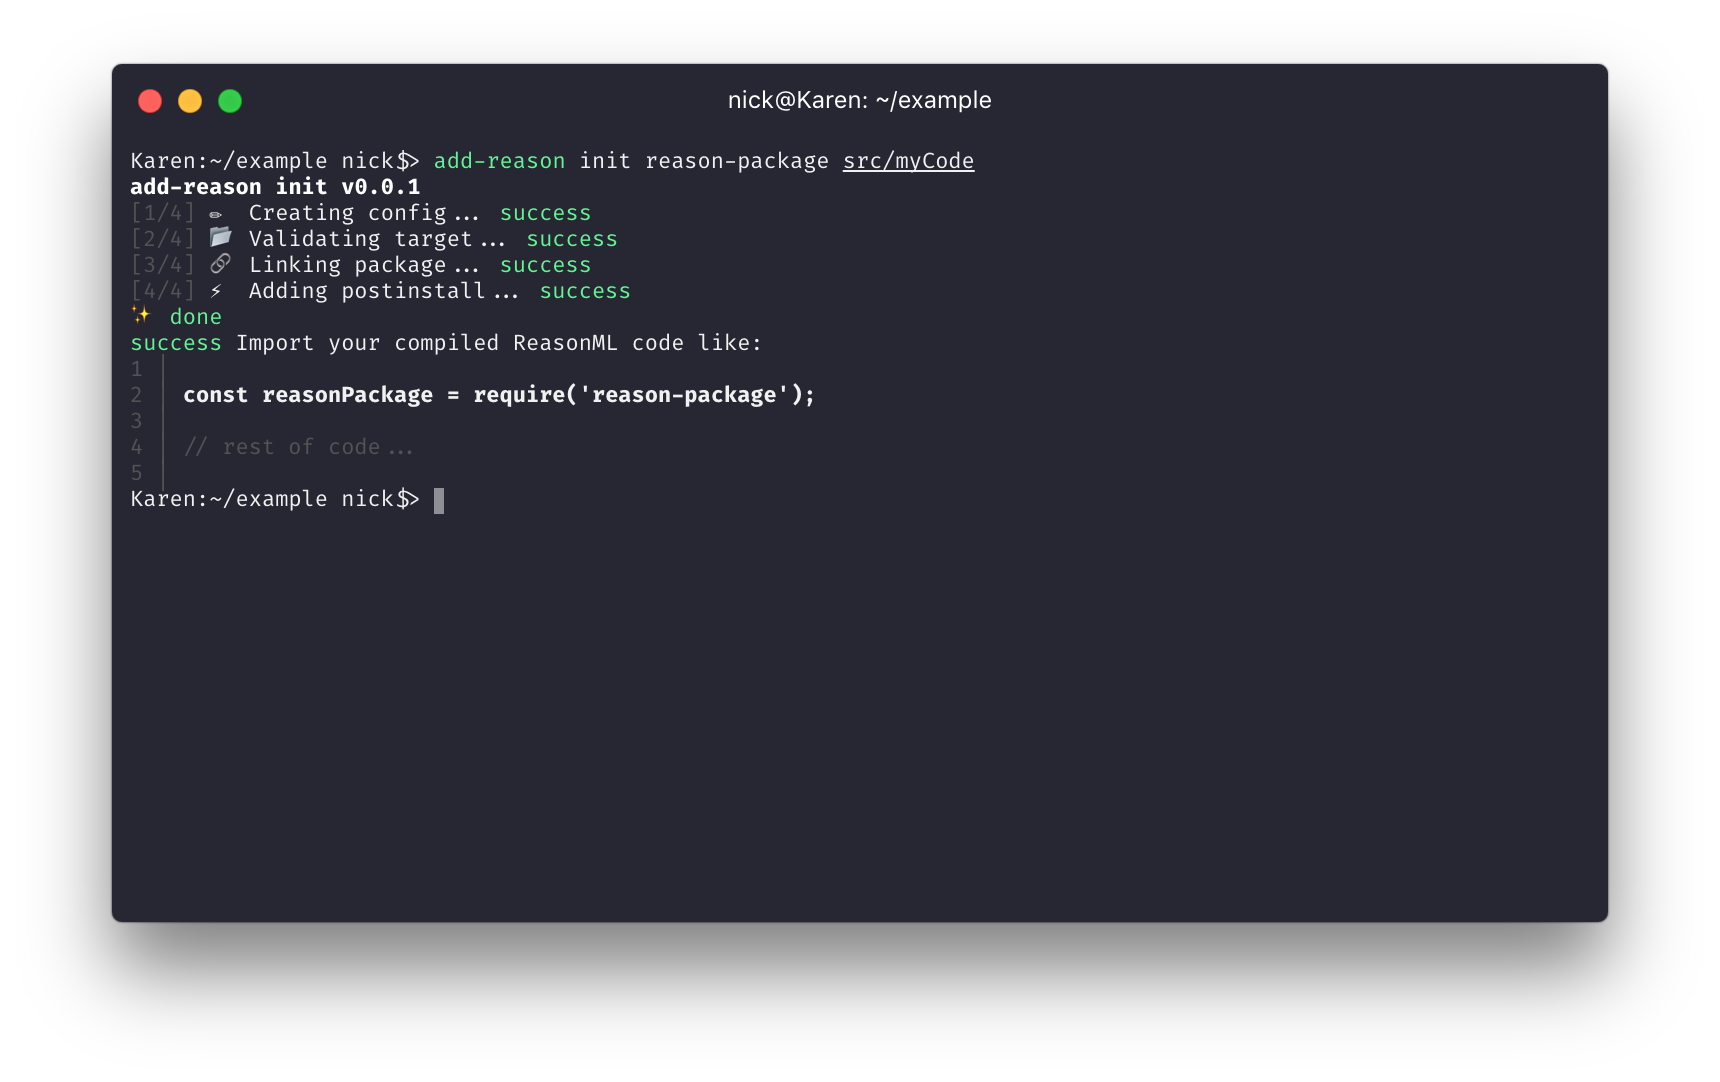 nick@Karen: ~/example
Karen:~/example nick$> add-reason init reason-package src/myCode
add-reason init v0.0.1
[1/4] ✏ Creating config... success
[2/4] 📂 Validating target... success
[3/4] 🔗 Linking package... success
[4/4] ⚡ Adding postinstall... success
✨ done
success Import your compiled ReasonML code like:
1
2 const reasonPackage = require('reason-package');
3
4 // rest of code...
5
Karen:~/example nick$>